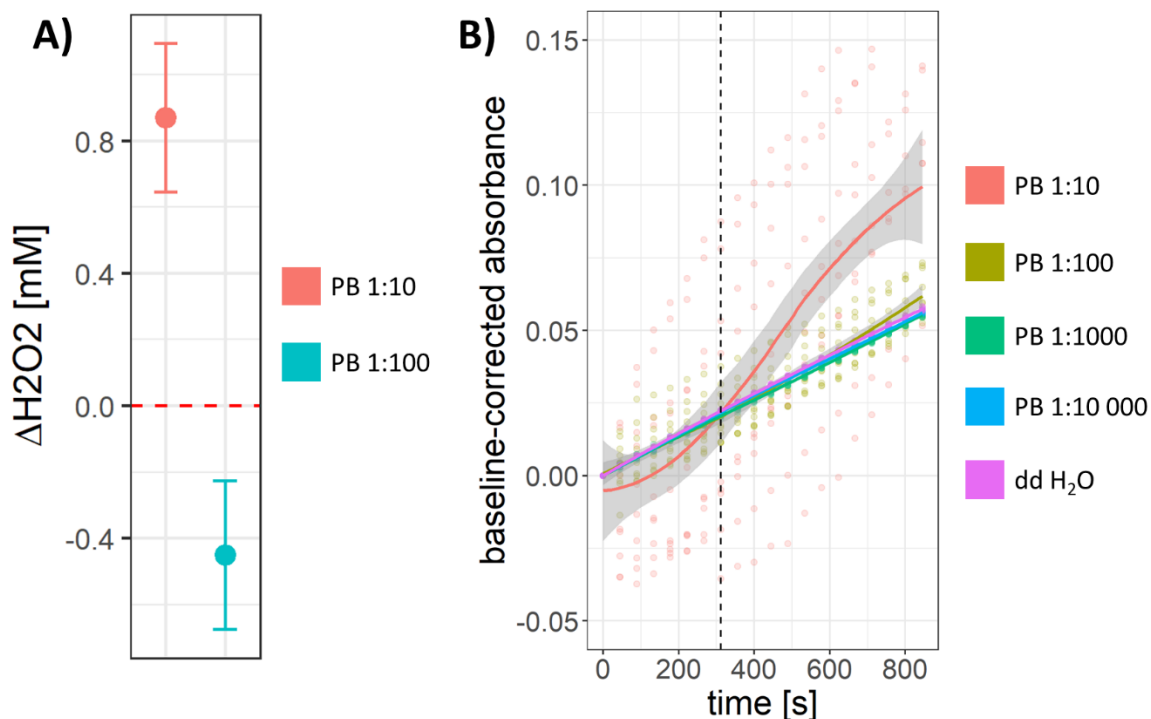 A)
ΔH2O2 [mM]
0.8
0.4
0.0
-0.4
PB 1:10
PB 1:100
B)
baseline-corrected absorbance
0.15
0.10
0.05
0.00
-0.05
0 200 400 600 800
time [s]
PB 1:10
PB 1:100
PB 1:1000
PB 1:10 000
dd H₂O